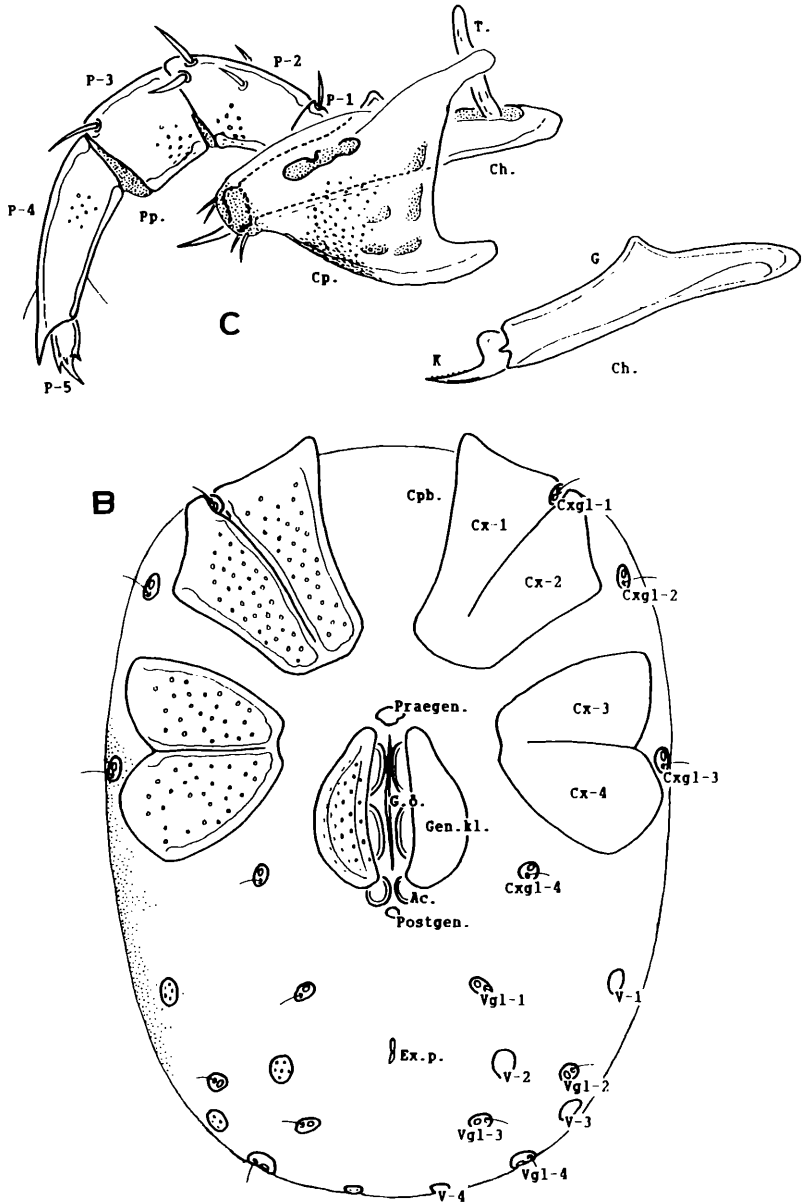 T.
P-2
P-3
P-1
Ch.
P-4
Pp.
Cp.
G
C
K
Ch.
P-5
B
Cpb.
Cxgl-1
Cx-1
Cx-2
Cxgl-2
Praegen.
Cx-3
Cxgl-3
G.ö.
Cx-4
Gen.kl.
Cxgl-4
Ac.
Postgen.
Vgl-1
V-1
Ex.p.
V-2
Vgl-2
V-3
Vgl-3
Vgl-4
V-4